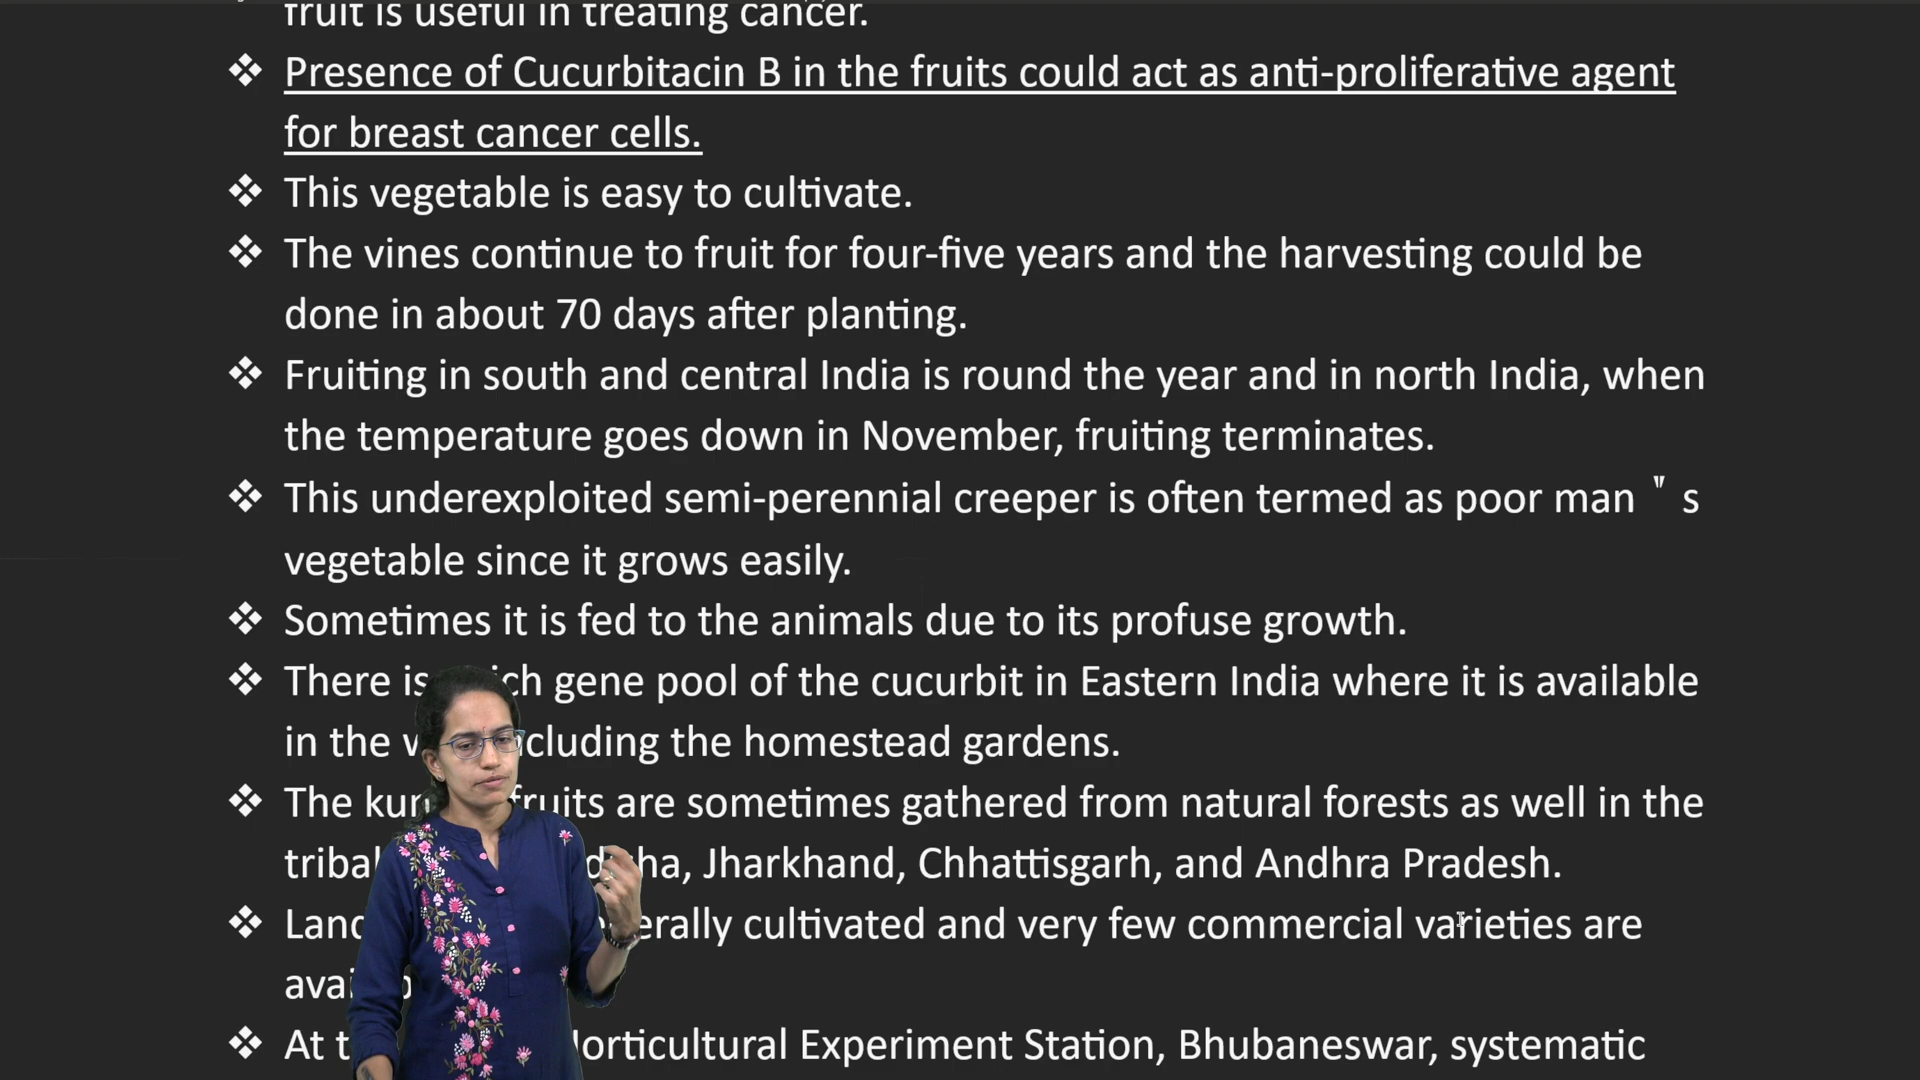 fruit is useful in treating cancer.
❖ Presence of Cucurbitacin B in the fruits could act as anti-proliferative agent
for breast cancer cells.
❖ This vegetable is easy to cultivate.
❖ The vines continue to fruit for four-five years and the harvesting could be
done in about 70 days after planting.
❖ Fruiting in south and central India is round the year and in north India, when
the temperature goes down in November, fruiting terminates.
❖ This underexploited semi-perennial creeper is often termed as poor man " s
vegetable since it grows easily.
❖ Sometimes it is fed to the animals due to its profuse growth.
❖ There is gene pool of the cucurbit in Eastern India where it is available
in the including the homestead gardens.
❖ The fruits are sometimes gathered from natural forests as well in the
tribal Jharkhand, Chhattisgarh, and Andhra Pradesh.
❖ generally cultivated and very few commercial varieties are
❖ At Horticultural Experiment Station, Bhubaneswar, systematic